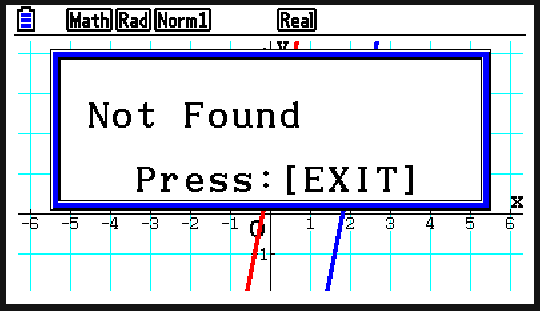 Math Rad Norm1 Real
y
Not Found
Press:[EXIT]
x
-6 -5 -4 -3 -2 -1 O 1 2 3 4 5 6
-1